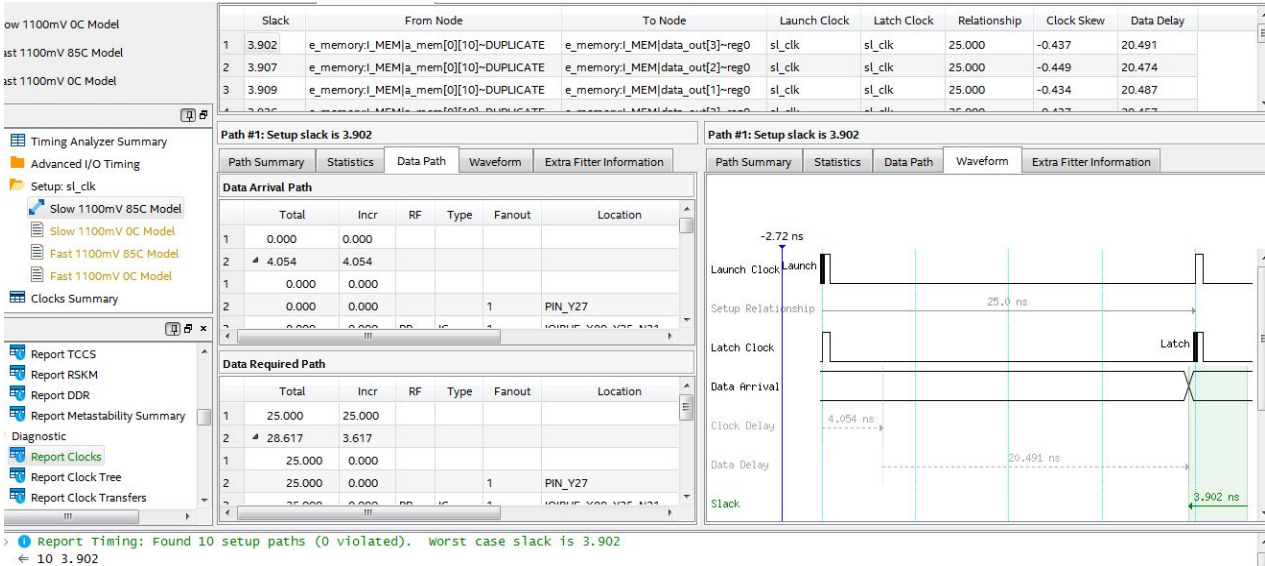 ow 1100mV 0C Model
ast 1100mV 85C Model
ast 1100mV 0C Model
Slack From Node To Node Launch Clock Latch Clock Relationship Clock Skew Data Delay
1 3.902 e_memory:I_MEM|a_mem[0][10]~DUPLICATE e_memory:I_MEM|data_out[3]~reg0 sl_clk sl_clk 25.000 -0.437 20.491
2 3.907 e_memory:I_MEM|a_mem[0][10]~DUPLICATE e_memory:I_MEM|data_out[2]~reg0 sl_clk sl_clk 25.000 -0.449 20.474
3 3.909 e_memory:I_MEM|a_mem[0][10]~DUPLICATE e_memory:I_MEM|data_out[1]~reg0 sl_clk sl_clk 25.000 -0.434 20.487
Timing Analyzer Summary
Advanced I/O Timing
Setup: sl_clk
Slow 1100mV 85C Model
Slow 1100mV 0C Model
Fast 1100mV 85C Model
Fast 1100mV 0C Model
Clocks Summary
Report TCCS
Report RSKM
Report DDR
Report Metastability Summary
Diagnostic
Report Clocks
Report Clock Tree
Report Clock Transfers
Path #1: Setup slack is 3.902
Path Summary Statistics Data Path Waveform Extra Fitter Information
Data Arrival Path
Total Incr RF Type Fanout Location
1 0.000 0.000
2 4.054 4.054
1 0.000 0.000
2 0.000 0.000 1 PIN_Y27
Data Required Path
Total Incr RF Type Fanout Location
1 25.000 25.000
2 28.617 3.617
1 25.000 0.000
2 25.000 0.000 1 PIN_Y27
Path #1: Setup slack is 3.902
Path Summary Statistics Data Path Waveform Extra Fitter Information
-2.72 ns
Launch Clock Launch
Setup Relationship 25.0 ns
Latch Clock Latch
Data Arrival
Clock Delay 4.054 ns
Data Delay 20.491 ns
Slack 3.902 ns
Report Timing: Found 10 setup paths (0 violated). Worst case slack is 3.902
← 10 3.902